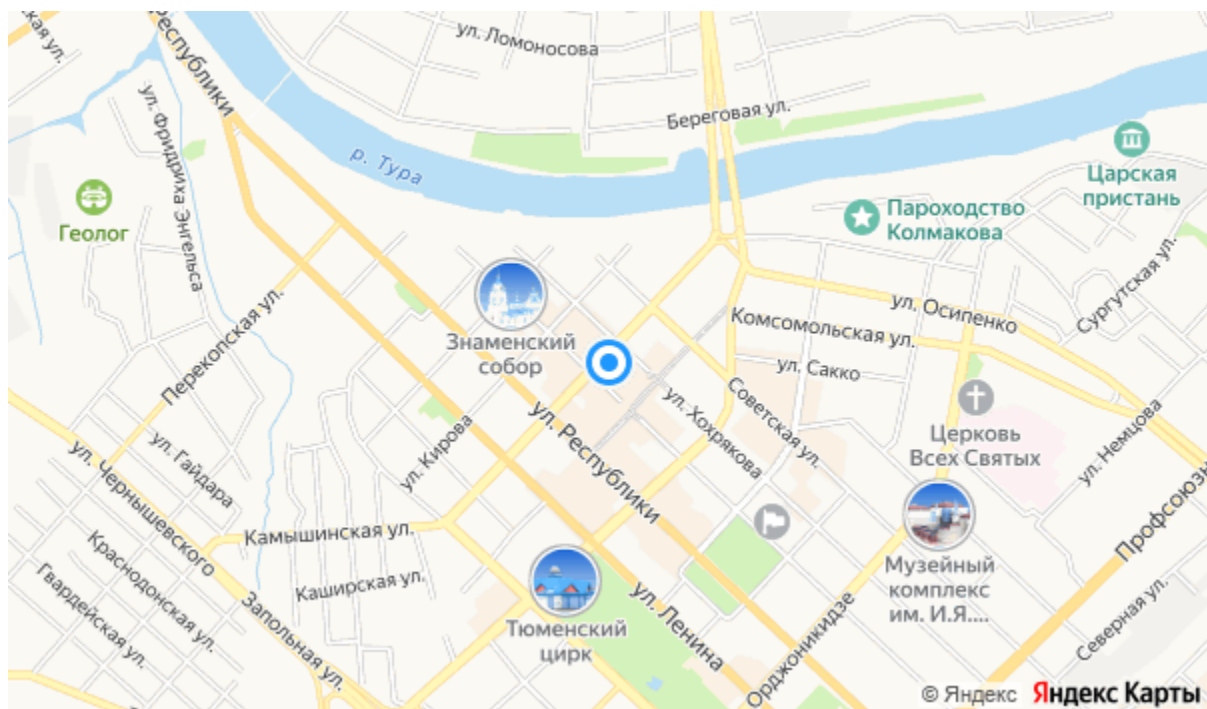 ская ул.
Республики
ул. Ломоносова
Береговая ул.
ул. Фридриха Энгельса
р. Тура
Царская
пристань
Геолог
Пароходство
Колмакова
Сургутская ул.
ул. Осипенко
Перекопская ул.
Комсомольская ул.
Знаменский
собор
ул. Сакко
ул. Хохрякова
Советская ул.
ул. Кирова
ул. Республики
Церковь
Всех Святых
ул. Немцова
ул. Гайдара
ул. Чернышевского
Камышинская ул.
Профсоюзн
Краснодонская ул.
Каширская ул.
Гвардейская ул.
Запольная ул.
Тюменский
цирк
ул. Ленина
Музейный
комплекс
им. И.Я....
Орджоникидзе
Северная ул.
© Яндекс Яндекс Карты